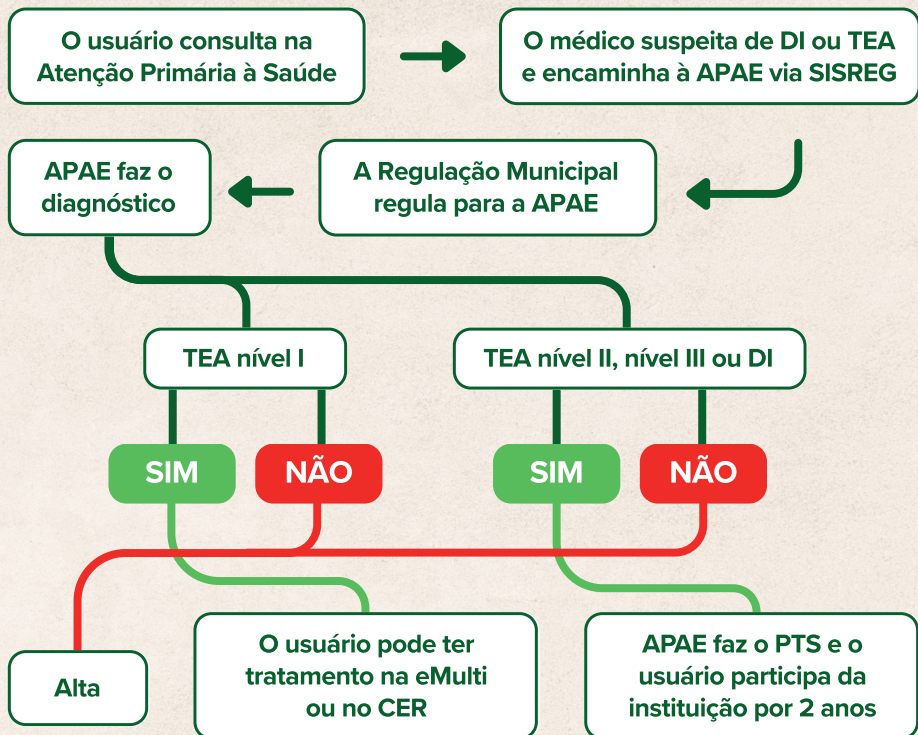 O usuário consulta na
Atenção Primária à Saúde
O médico suspeita de DI ou TEA
e encaminha à APAE via SISREG
A Regulação Municipal
regula para a APAE
APAE faz o
diagnóstico
TEA nível I
TEA nível II, nível III ou DI
SIM
NÃO
SIM
NÃO
Alta
O usuário pode ter
tratamento na eMulti
ou no CER
APAE faz o PTS e o
usuário participa da
instituição por 2 anos